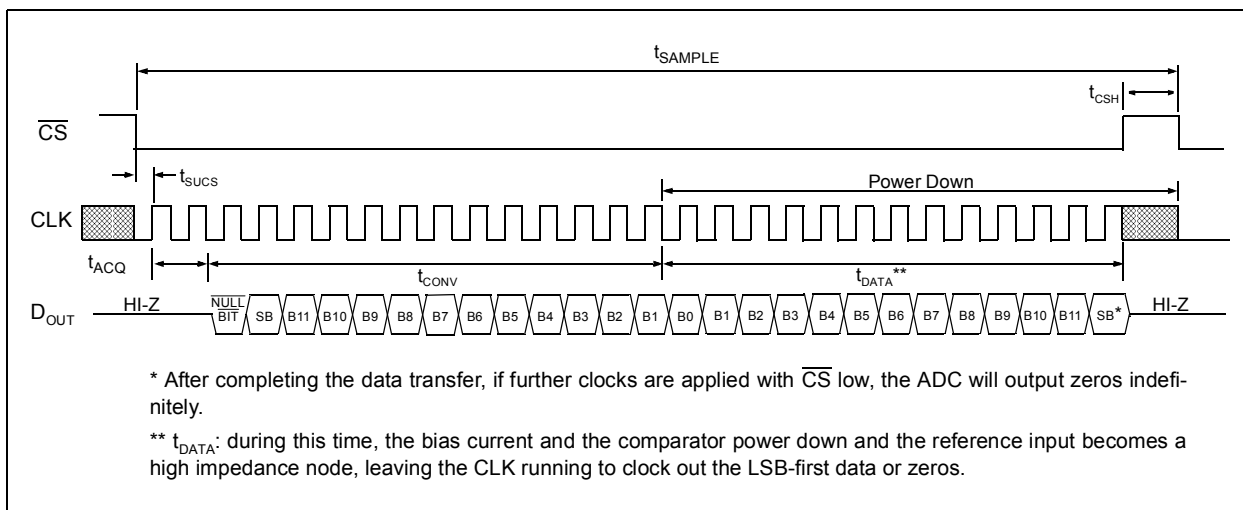 tSAMPLE
tCSH
CS
tSUCS
Power Down
CLK
tACQ
tCONV
tDATA**
HI-Z
NULL
BIT
SB
B11
B10
B9
B8
B7
B6
B5
B4
B3
B2
B1
B0
B1
B2
B3
B4
B5
B6
B7
B8
B9
B10
B11
SB*
HI-Z
DOUT
* After completing the data transfer, if further clocks are applied with CS low, the ADC will output zeros indefi-
nitely.
** tDATA: during this time, the bias current and the comparator power down and the reference input becomes a
high impedance node, leaving the CLK running to clock out the LSB-first data or zeros.